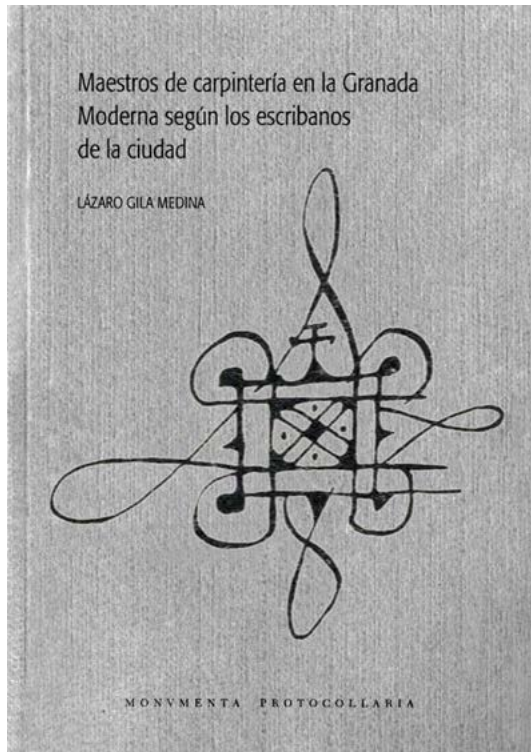 Maestros de carpintería en la Granada
Moderna según los escribanos
de la ciudad
LÁZARO GILA MEDINA
MONVMENTA PROTOCOLLARIA